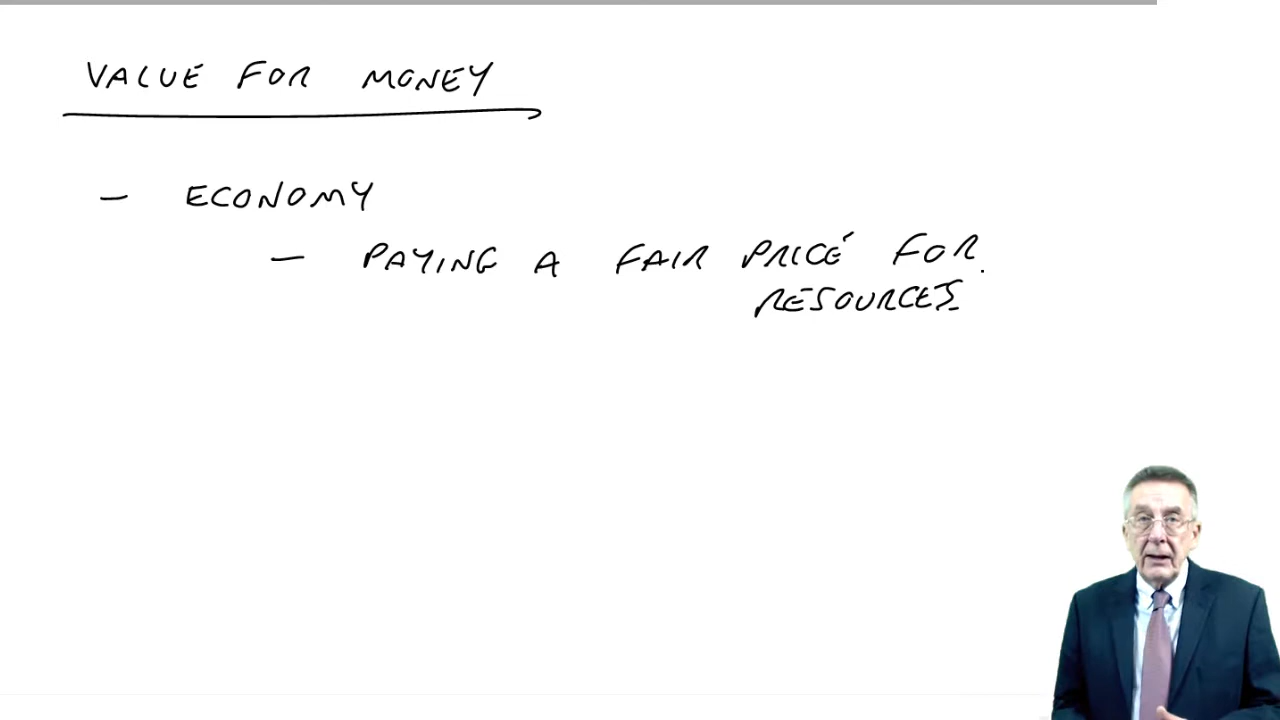 VALUE FOR MONEY
- ECONOMY
- PAYING A FAIR PRICE FOR
RESOURCES.